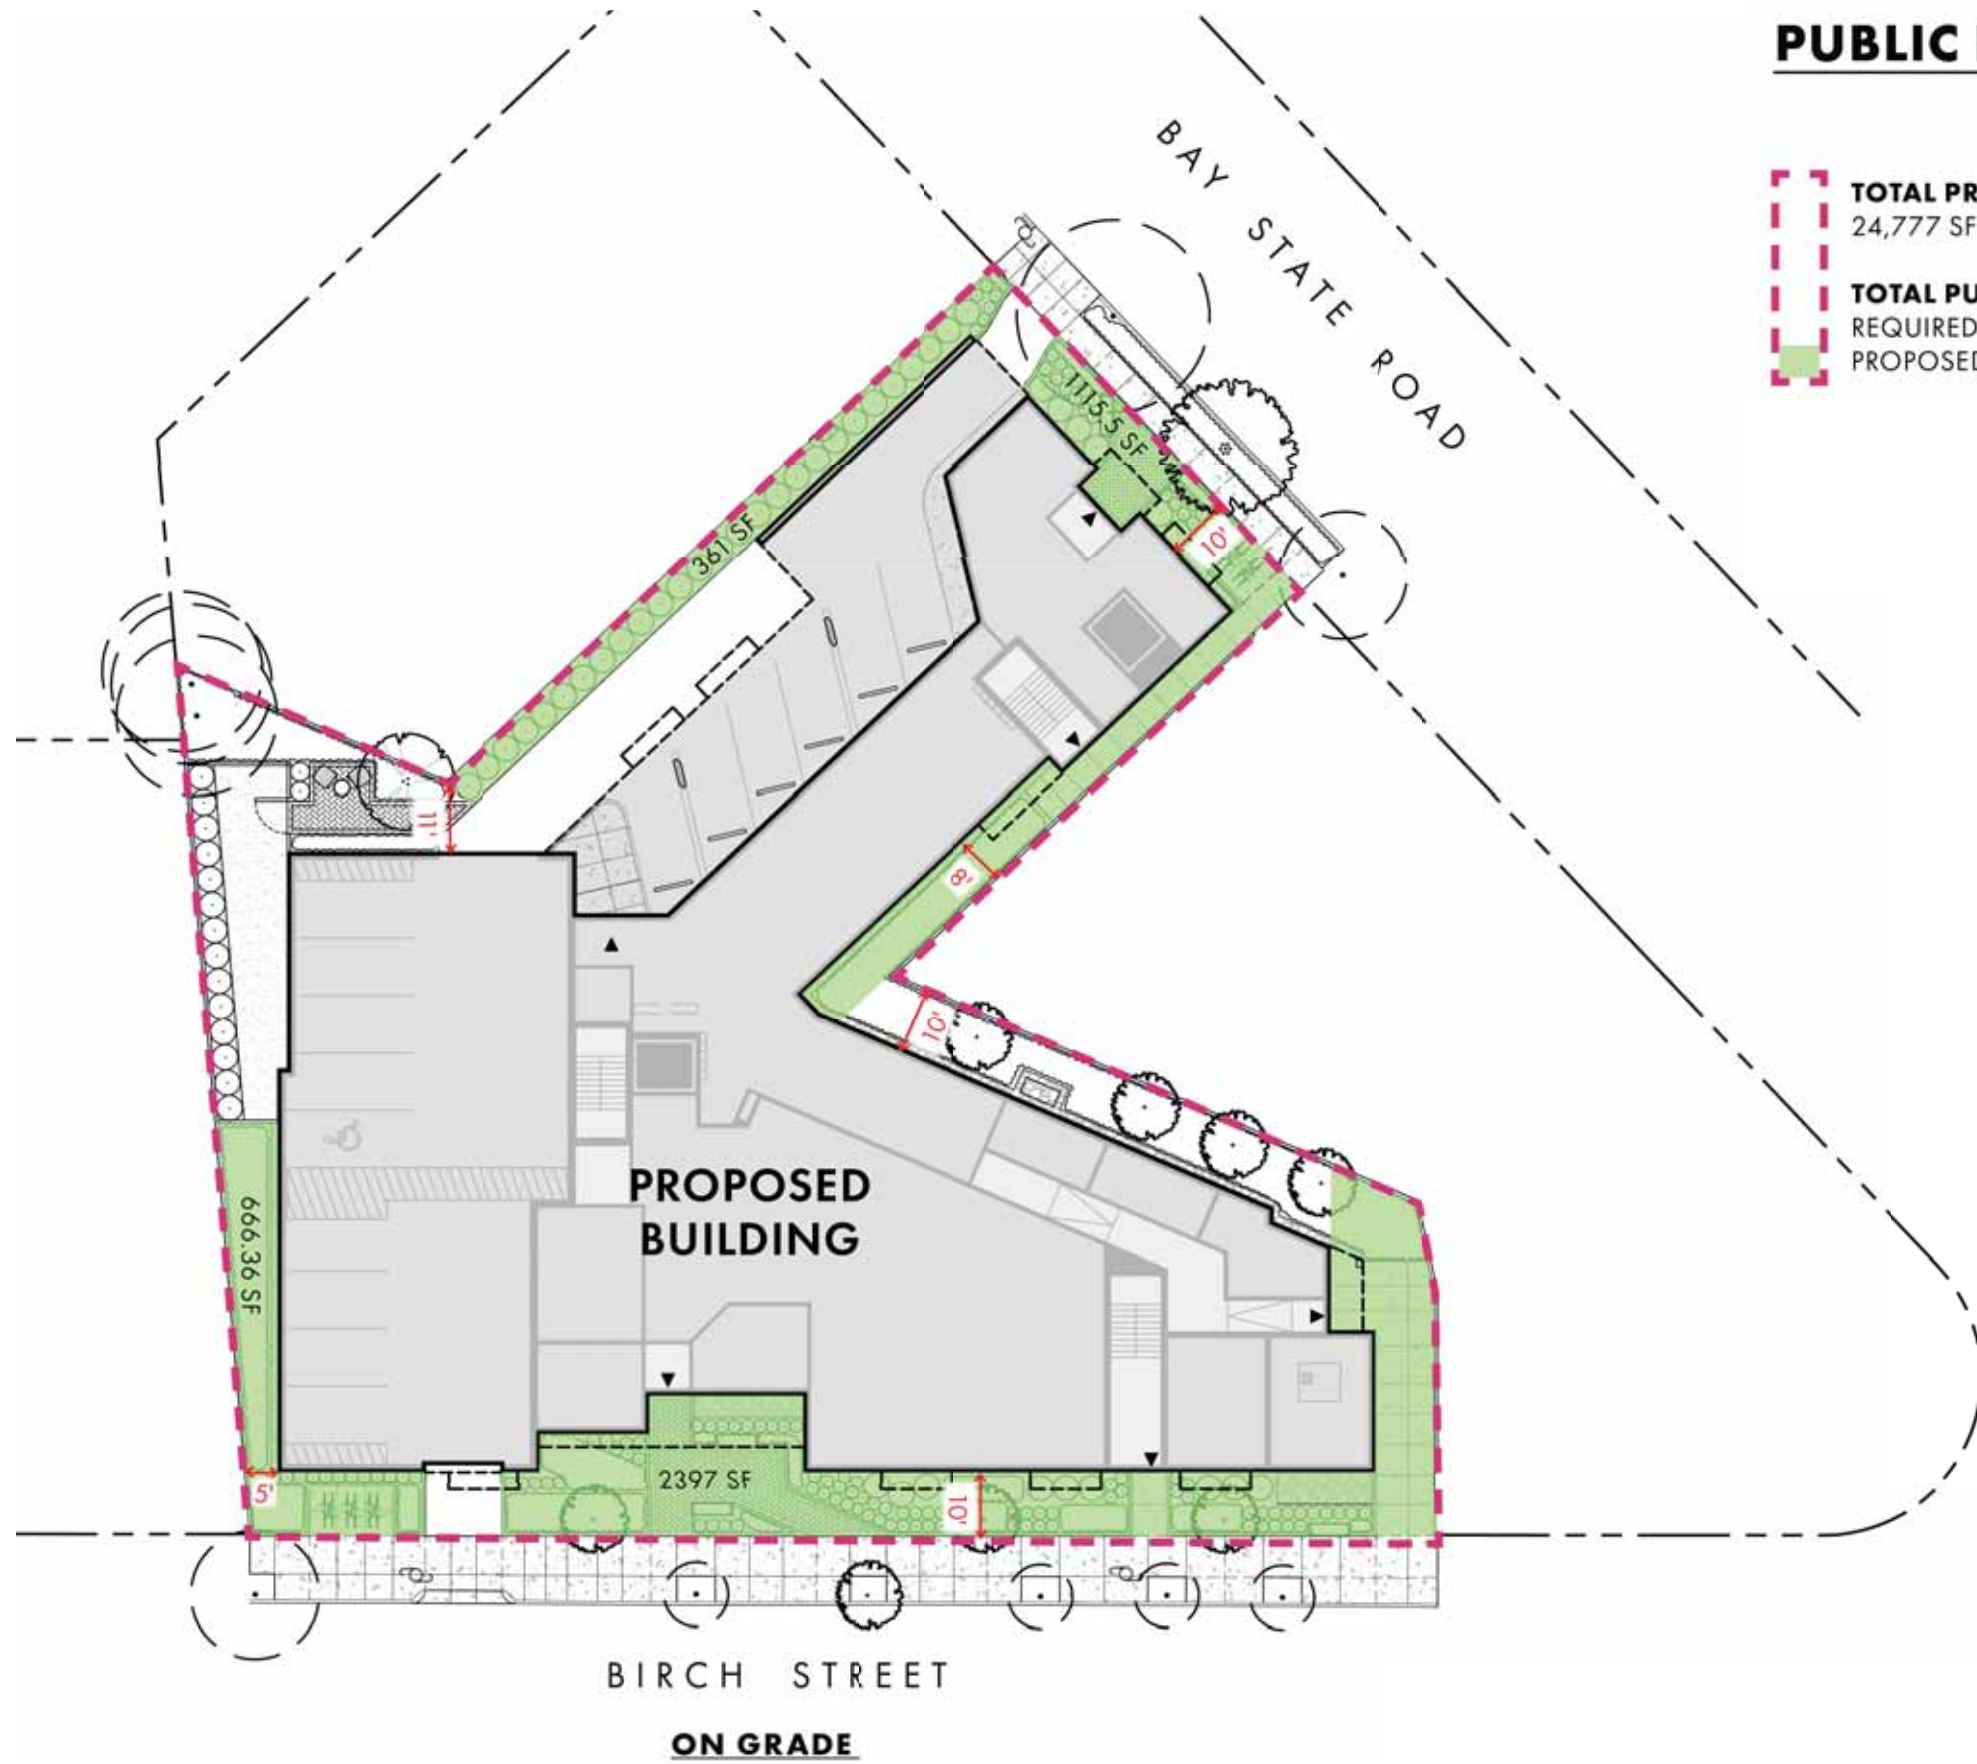 PUBLIC
TOTAL PR
24,777 SF
TOTAL PU
REQUIRED
PROPOSED
BAY STATE ROAD
1115.5 SF
10'
361 SF
11'
8'
10'
666.36 SF
PROPOSED
BUILDING
2397 SF
5'
10'
BIRCH STREET
ON GRADE